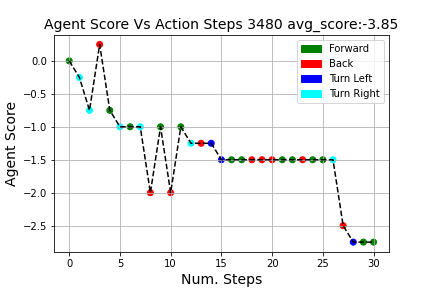 Agent Score Vs Action Steps 3480 avg_score:-3.85
Forward
Back
Turn Left
Turn Right
Agent Score
0.0
−0.5
−1.0
−1.5
−2.0
−2.5
0 5 10 15 20 25 30
Num. Steps